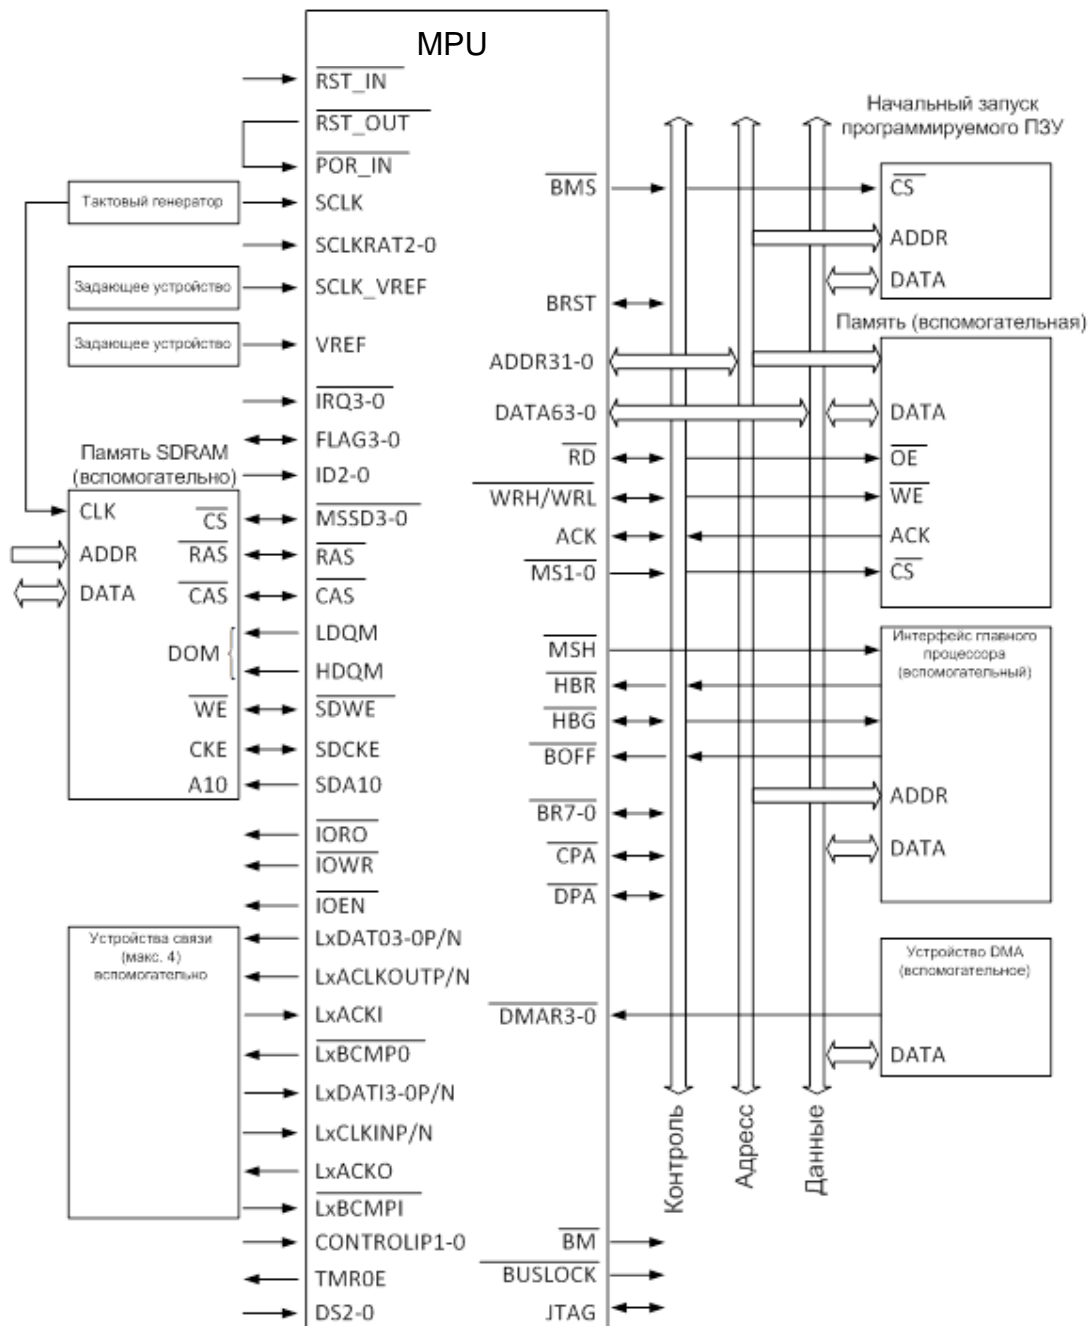 MPU
RST_IN
RST_OUT
POR_IN
Тактовый генератор
SCLK
SCLKRAT2-0
Задающее устройство
SCLK_VREF
Задающее устройство
VREF
IRQ3-0
FLAG3-0
ID2-0
Память SDRAM
(вспомогательно)
CLK
CS
MSSD3-0
ADDR
RAS
RAS
DATA
CAS
CAS
LDQM
DOM
HDQM
WE
SDWE
CKE
SDCKE
A10
SDA10
IORO
IOWR
IOEN
Устройства связи
(макс. 4)
вспомогательно
LxDAT03-0P/N
LxACLKOUTP/N
LxACKI
LxBCMP0
LxDATI3-0P/N
LxCLKINP/N
LxACKO
LxBCMPI
CONTROLIP1-0
TMR0E
DS2-0
BMS
BRST
ADDR31-0
DATA63-0
RD
WRH/WRL
ACK
MS1-0
MSH
HBR
HBG
BOFF
BR7-0
CPA
DPA
DMAR3-0
BM
BUSLOCK
JTAG
Контроль
Адресс
Данные
Начальный запуск
программируемого ПЗУ
CS
ADDR
DATA
Память (вспомогательная)
DATA
OE
WE
ACK
CS
Интерфейс главного
процессора
(вспомогательный)
ADDR
DATA
Устройство DMA
(вспомогательное)
DATA